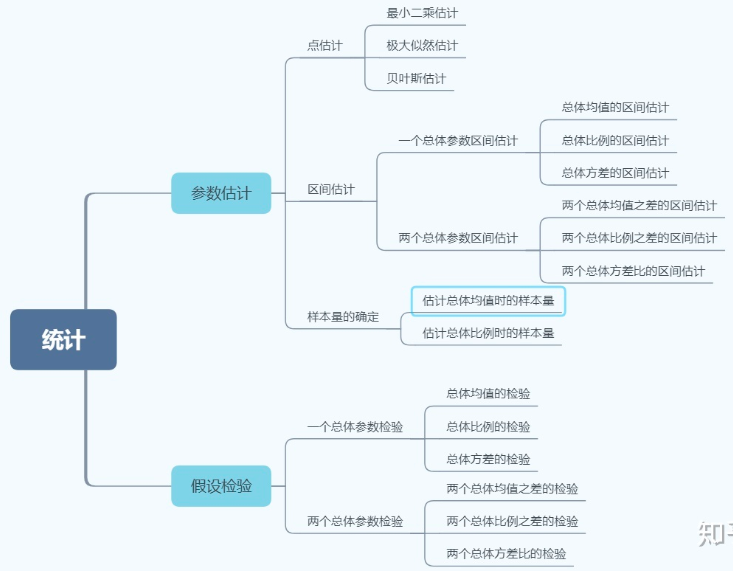 统计
参数估计
点估计
最小二乘估计
极大似然估计
贝叶斯估计
区间估计
一个总体参数区间估计
总体均值的区间估计
总体比例的区间估计
总体方差的区间估计
两个总体参数区间估计
两个总体均值之差的区间估计
两个总体比例之差的区间估计
两个总体方差比的区间估计
样本量的确定
估计总体均值时的样本量
估计总体比例时的样本量
假设检验
一个总体参数检验
总体均值的检验
总体比例的检验
总体方差的检验
两个总体参数检验
两个总体均值之差的检验
两个总体比例之差的检验
两个总体方差比的检验
知